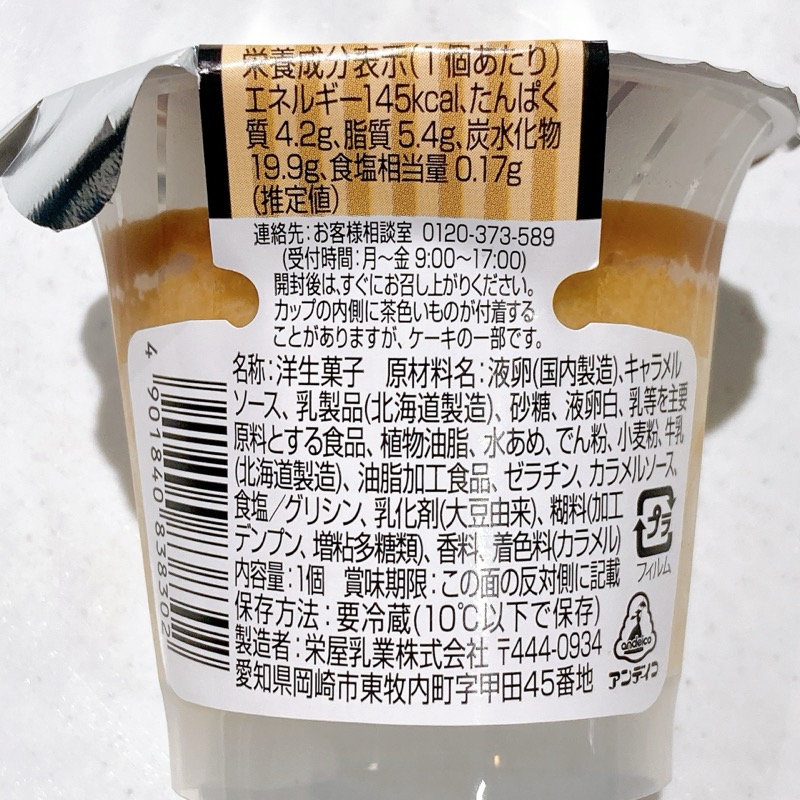 栄養成分表示(1個あたり)
エネルギー145kcal、たんぱく
質 4.2g、脂質 5.4g、炭水化物
19.9g、食塩相当量 0.17g
(推定値)
連絡先:お客様相談室 0120-373-589
(受付時間:月〜金 9:00〜17:00)
開封後は、すぐにお召し上がりください。
カップの内側に茶色いものが付着する
ことがありますが、ケーキの一部です。
名称:洋生菓子 原材料名:液卵(国内製造)、キャラメル
ソース、乳製品(北海道製造)、砂糖、液卵白、乳等を主要
原料とする食品、植物油脂、水あめ、でん粉、小麦粉、牛乳
(北海道製造)、油脂加工食品、ゼラチン、カラメルソース、
食塩/グリシン、乳化剤(大豆由来)、糊料(加工
デンプン、増粘多糖類)、香料、着色料(カラメル)
内容量:1個 賞味期限:この面の反対側に記載
保存方法:要冷蔵(10℃以下で保存)
製造者:栄屋乳業株式会社 〒444-0934
愛知県岡崎市東牧内町字甲田45番地
プラ
フィルム
andeico
アンデイコ
4 901840 838302